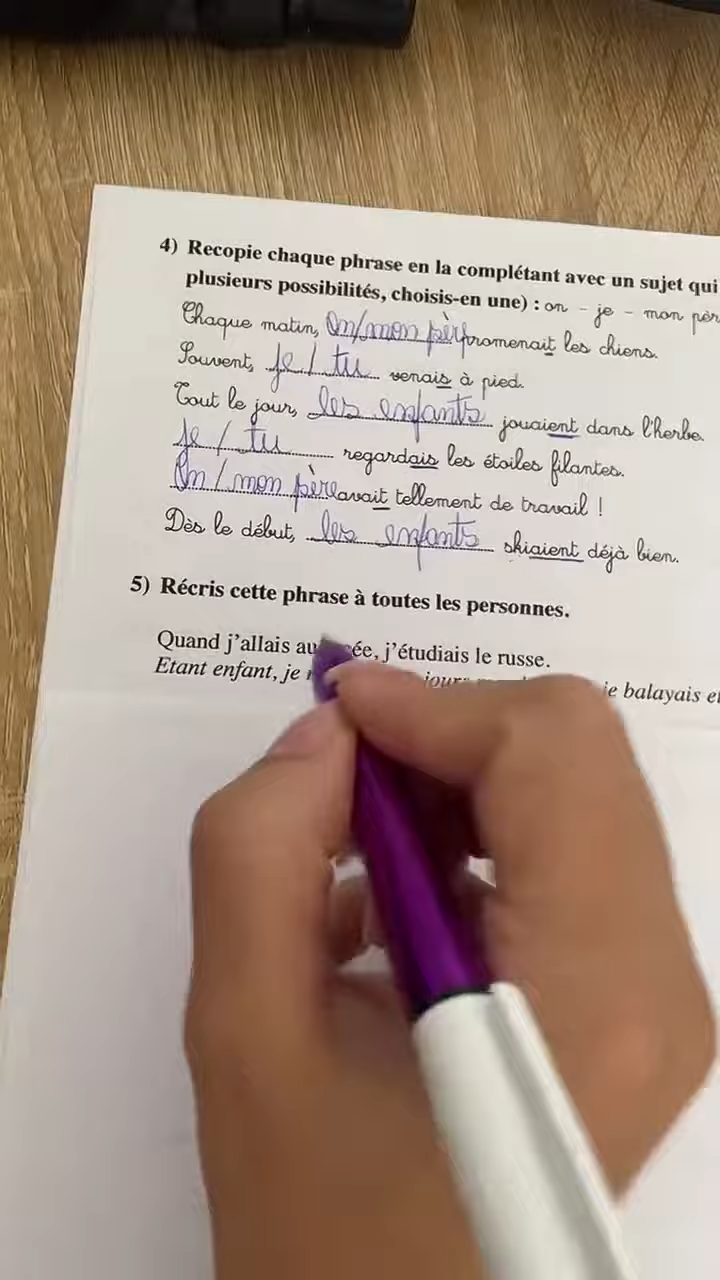 4) Recopie chaque phrase en la complétant avec un sujet qui
plusieurs possibilités, choisis-en une) : on - je - mon pèr
Chaque matin, On/mon père promenait les chiens.
Souvent, je / tu venais à pied.
Tout le jour, les enfants jouaient dans l'herbe.
je / tu regardais les étoiles filantes.
On / mon père avait tellement de travail !
Dès le début, les enfants skiaient déjà bien.
5) Récris cette phrase à toutes les personnes.
Quand j'allais au ée, j'étudiais le russe.
Etant enfant, je jours je balayais et